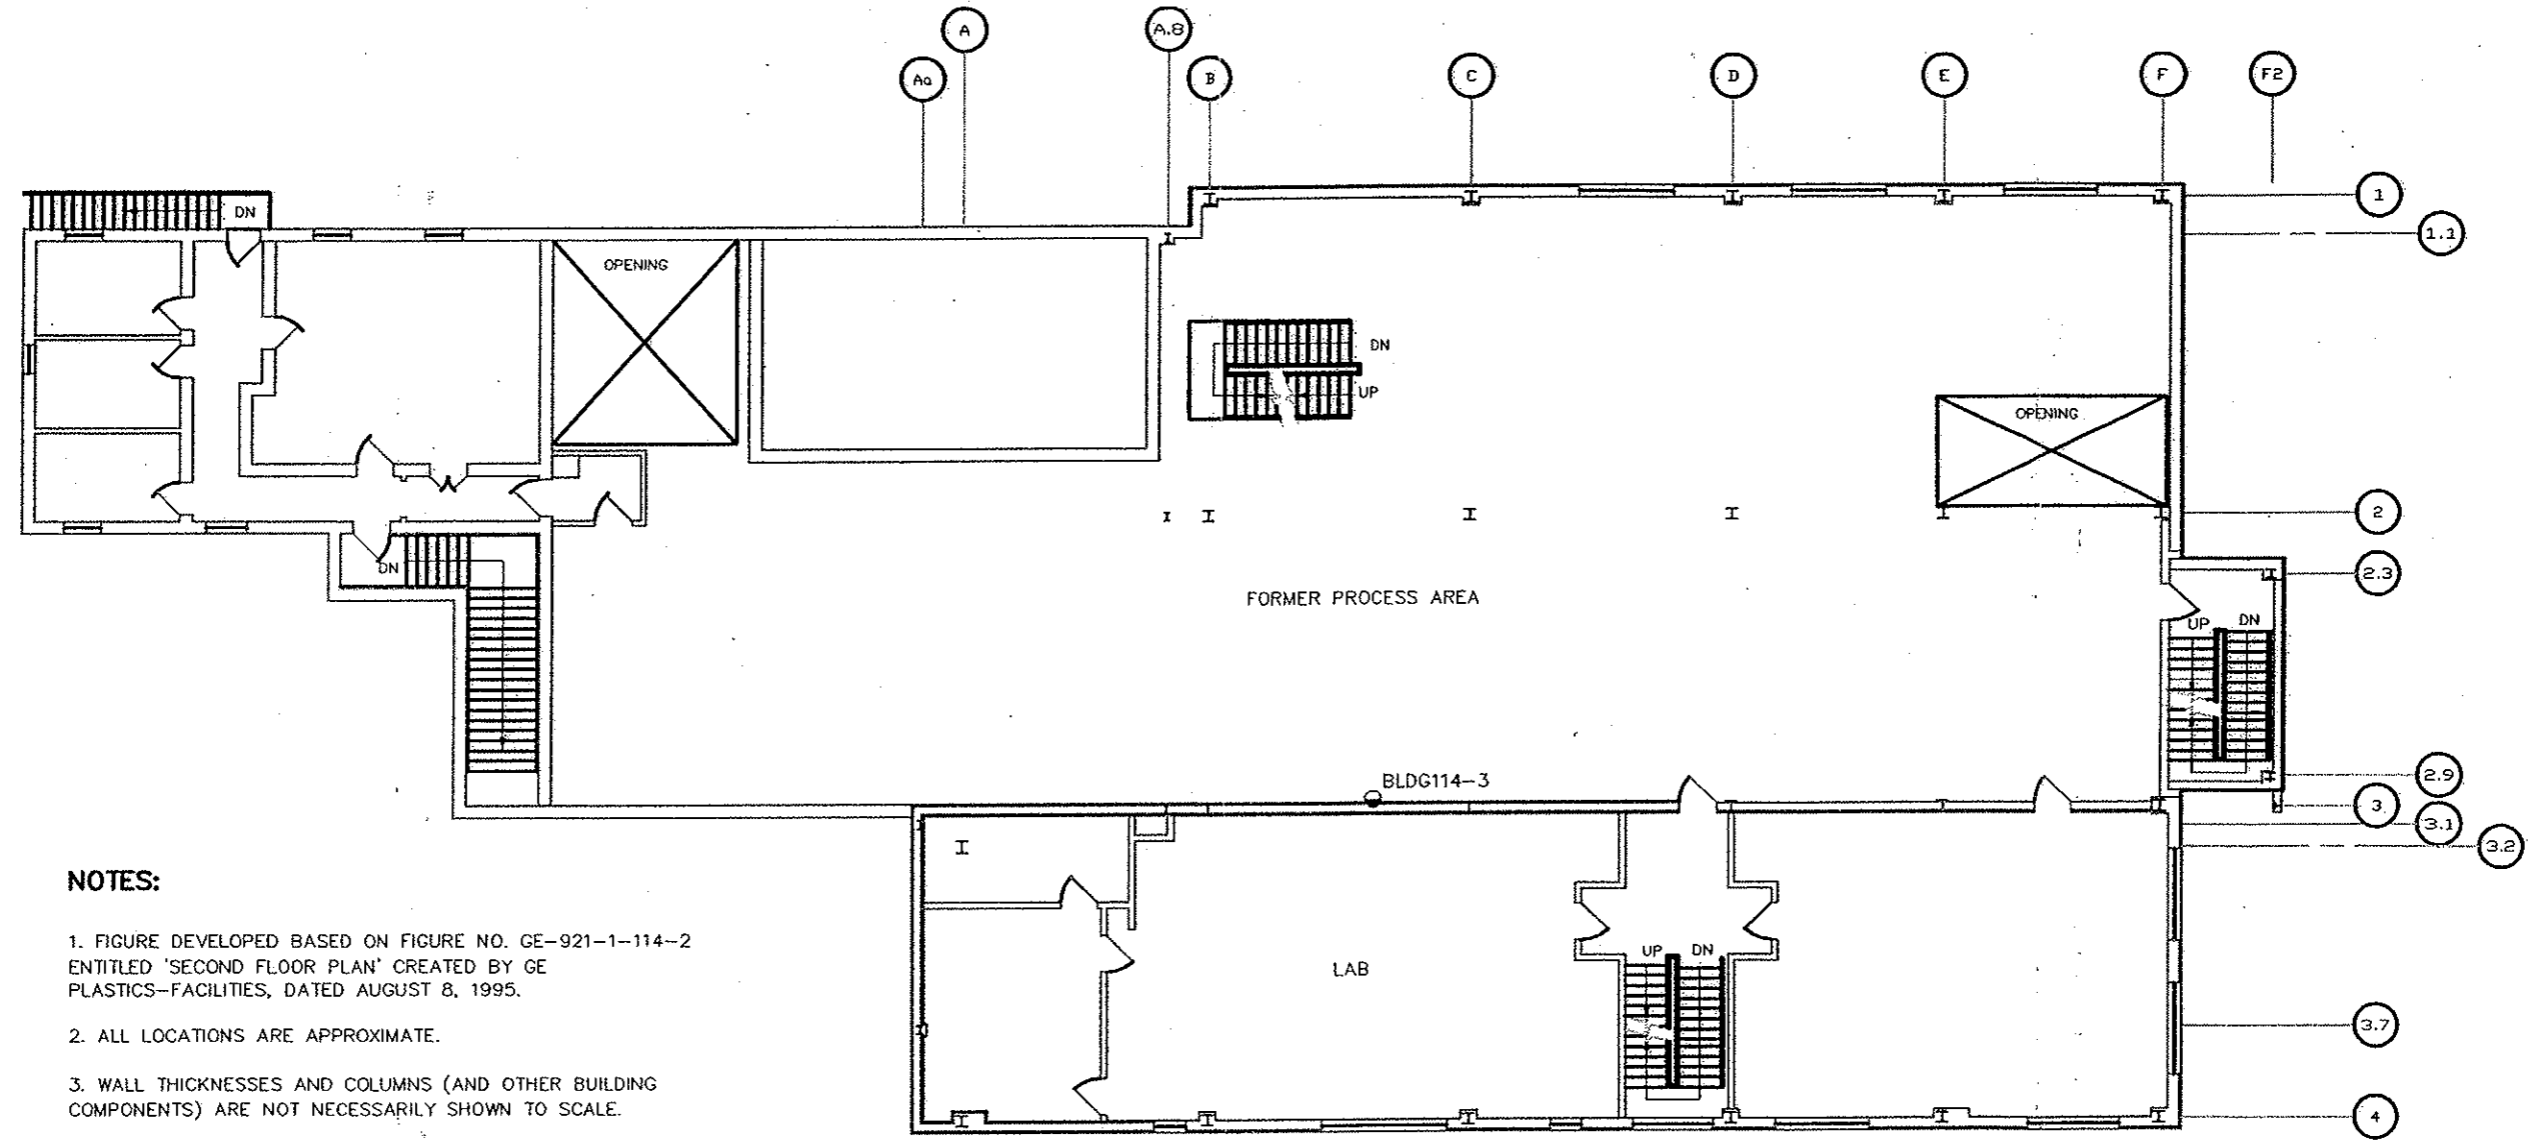 A
A.8
Aa
B
C
D
E
F
F2
1
1.1
DN
OPENING
DN
UP
OPENING
2
2.3
DN
FORMER PROCESS AREA
UP
DN
BLDG114-3
2.9
3
3.1
3.2
UP
DN
LAB
3.7
4
NOTES:
1. FIGURE DEVELOPED BASED ON FIGURE NO. GE-921-1-114-2
ENTITLED 'SECOND FLOOR PLAN' CREATED BY GE
PLASTICS-FACILITIES, DATED AUGUST 8, 1995.
2. ALL LOCATIONS ARE APPROXIMATE.
3. WALL THICKNESSES AND COLUMNS (AND OTHER BUILDING
COMPONENTS) ARE NOT NECESSARILY SHOWN TO SCALE.